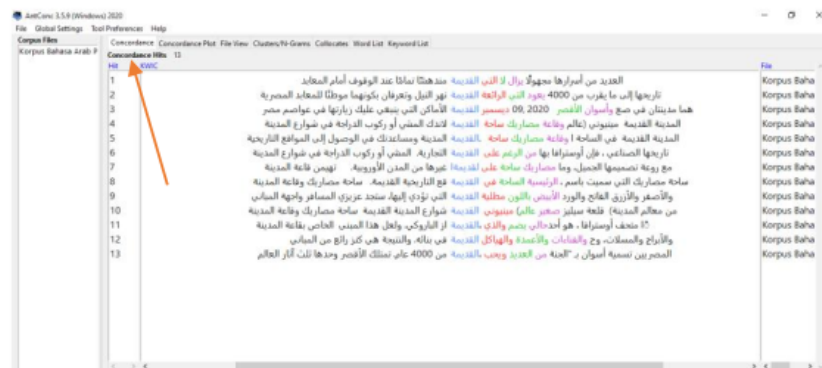 AntConc 3.5.9 (Windows) 2020
File Global Settings Tool Preferences Help
Corpus Files
Korpus Bahasa Arab P
Concordance Concordance Plot File View Clusters/N-Grams Collocates Word List Keyword List
Concordance Hits 13
Hit KWIC File
1 العديد من أسرارها مجهولًا يزال لا التي القديمة مندهشًا تمامًا عند الوقوف أمام المعابد Korpus Baha
2 تاريخها إلى ما يقرب من 4000 يعود التي الرائعة القديمة نهر النيل وتعرفان بكونهما موطنًا للمعابد المصرية Korpus Baha
3 هما مدينتان في صع وأسوان الأقصر 2020 ,09 ديسمبر القديمة الأماكن التي ينبغي عليك زيارتها في عواصم مصر Korpus Baha
4 المدينة القديمة مينيوني (عالم وقاعة مصاريك ساحة القديمة لاندك المشي أو ركوب الدراجة في شوارع المدينة Korpus Baha
5 المدينة القديمة في الساحة ا وقاعة مصاريك ساحة ,القديمة المدينة ومساعدتك في الوصول إلى المواقع التاريخية Korpus Baha
6 تاريخها الصناعي ، فإن أوسترافا بها من الرغم على القديمة التجارية. المشي أو ركوب الدراجة في شوارع المدينة Korpus Baha
7 مع روعة تصميمها الجميل، وما مصاريك ساحة على لقديمةا غيرها من المدن الأوروبية. تهيمن قاعة المدينة Korpus Baha
8 ساحة مصاريك التي سميت باسم ، الرئيسية الساحة في القديمة قع التاريخية القديمة. ساحة مصاريك وقاعة المدينة Korpus Baha
9 والأصفر والأزرق الفاتح والورد الأبيض باللون مطلية القديمة التي تؤدي إليها، ستجد عزيزي المسافر واجهة المباني Korpus Baha
10 من معالم المدينة) قلعة سيليز صغير عالم) مينيوني القديمة شوارع المدينة القديمة ساحة مصاريك وقاعة المدينة Korpus Baha
11 ًا متحف أوسترافا ، هو أحدحالي يضم والذي ,القديمة از الباروكي، ولعل هذا المبنى الخاص بقاعة المدينة Korpus Baha
12 والأبراج والمسلات، وح والقناءات والأعمدة والهياكل القديمة في بنائه، والنتيجة هي كنز رائع من المباني Korpus Baha
13 المصريين تسمية أسوان بـ "الجنة من العديد ويحب ,القديمة من 4000 عام. تمتلك الأقصر وحدها ثلث آثار العالم Korpus Baha